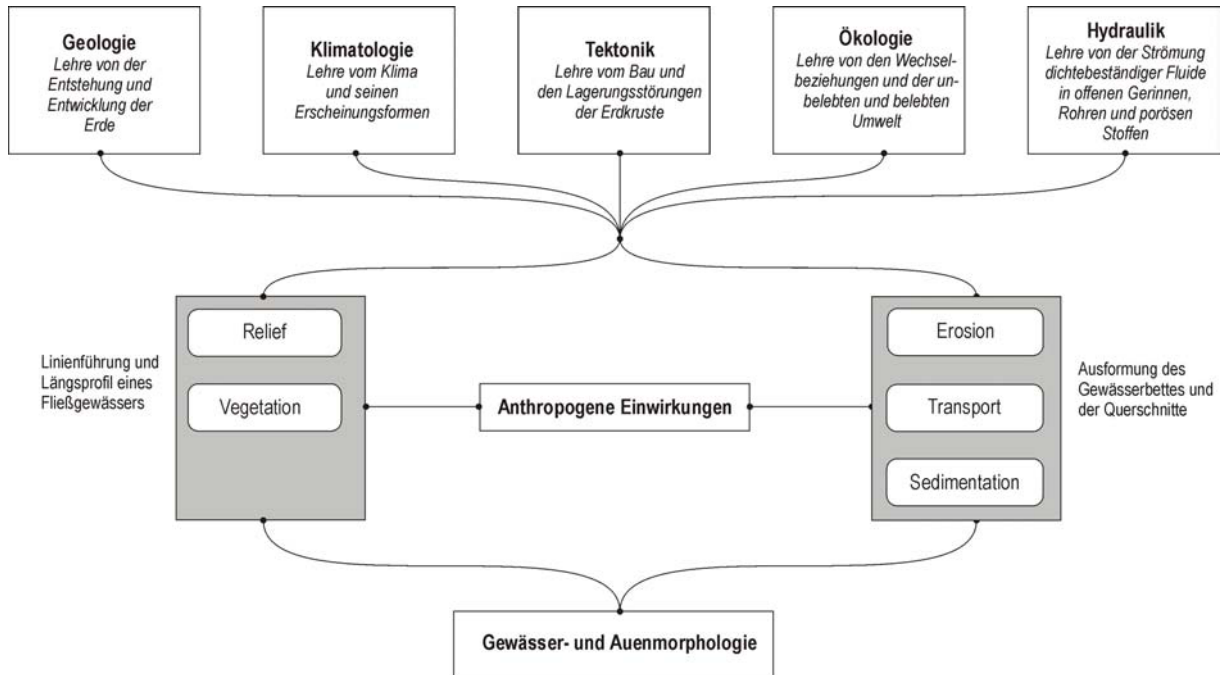 Geologie
Lehre von der
Entstehung und
Entwicklung der
Erde
Klimatologie
Lehre vom Klima
und seinen
Erscheinungsformen
Tektonik
Lehre vom Bau und
den Lagerungsstörungen
der Erdkruste
Ökologie
Lehre von den Wechsel-
beziehungen und der un-
belebten und belebten
Umwelt
Hydraulik
Lehre von der Strömung
dichtebeständiger Fluide
in offenen Gerinnen,
Rohren und porösen
Stoffen
Linienführung und
Längsprofil eines
Fließgewässers
Relief
Vegetation
Anthropogene Einwirkungen
Erosion
Transport
Sedimentation
Ausformung des
Gewässerbettes und
der Querschnitte
Gewässer- und Auenmorphologie